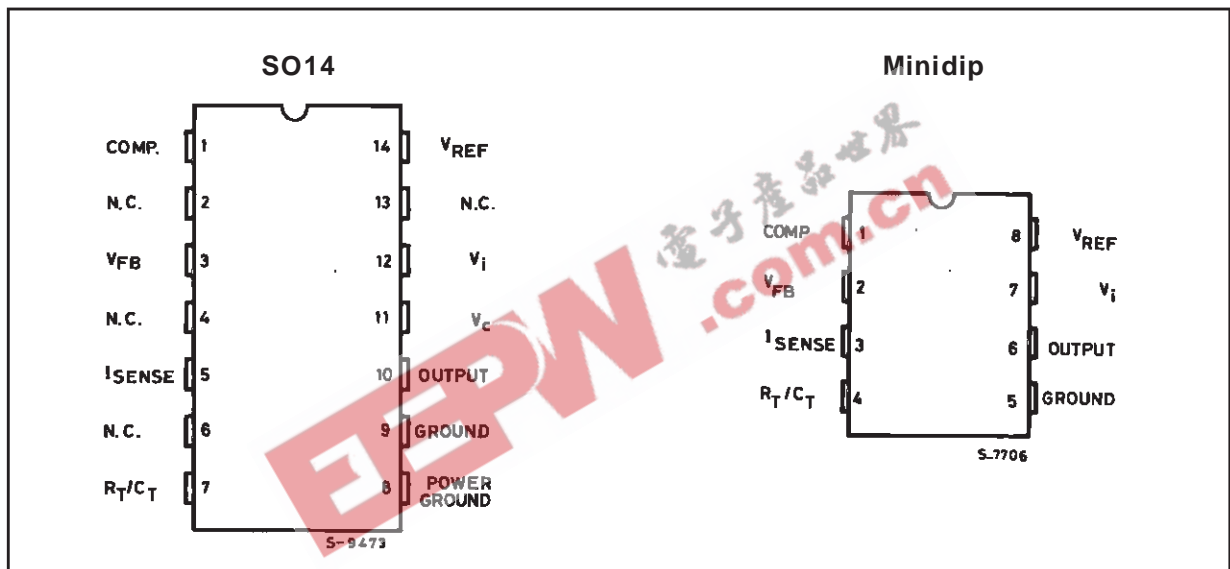 SO14
COMP. 1
N.C. 2
VFB 3
N.C. 4
ISENSE 5
N.C. 6
RT/CT 7
14 VREF
13 N.C.
12 Vi
11 Vc
10 OUTPUT
9 GROUND
8 POWER
GROUND
S-9473
Minidip
COMP 1
VFB 2
ISENSE 3
RT/CT 4
8 VREF
7 Vi
6 OUTPUT
5 GROUND
S-7706
EEPW
電子產品世界
.com.cn